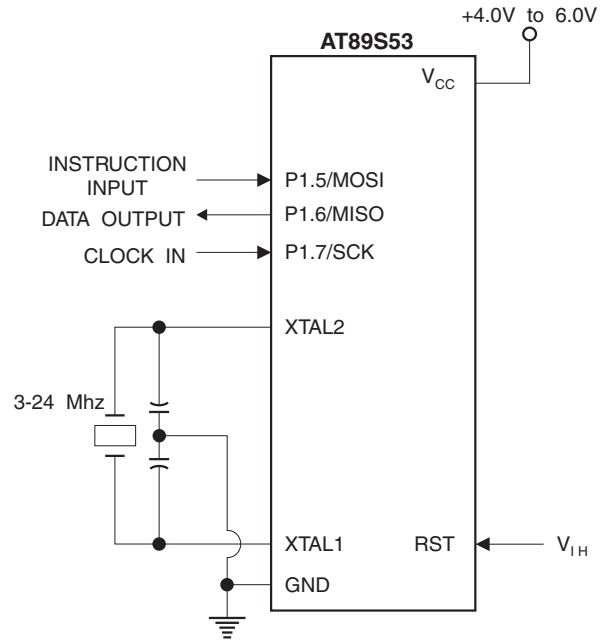 +4.0V to 6.0V
AT89S53
VCC
INSTRUCTION
INPUT
P1.5/MOSI
DATA OUTPUT
P1.6/MISO
CLOCK IN
P1.7/SCK
XTAL2
3-24 Mhz
XTAL1
RST
VIH
GND